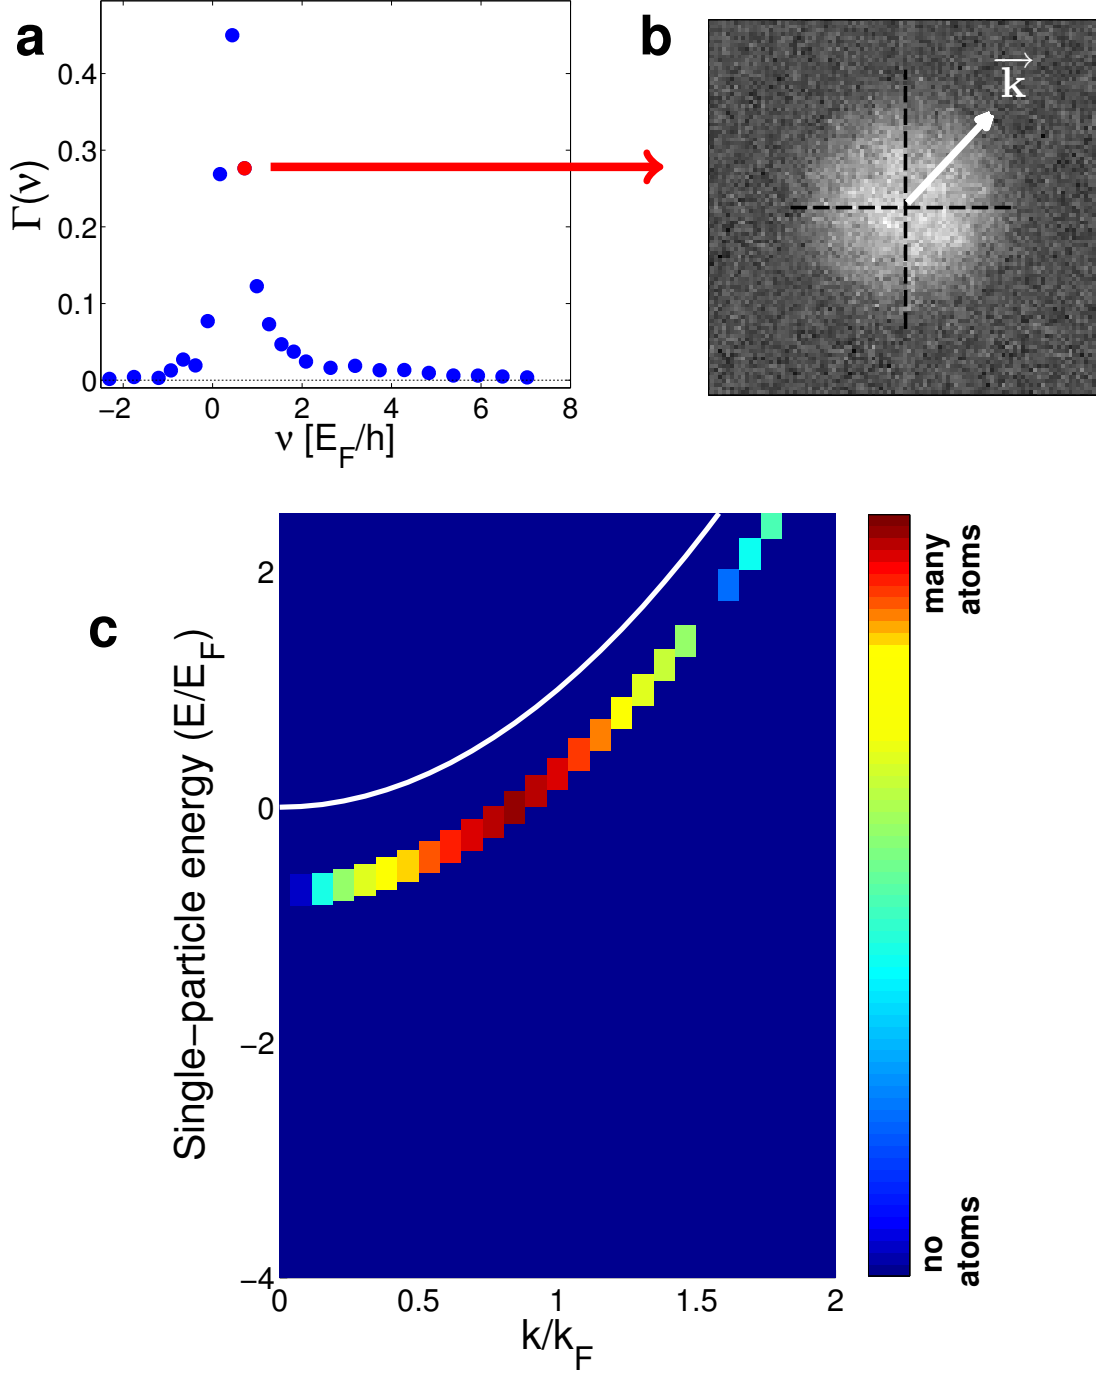 a
0.4
0.3
0.2
0.1
0
Γ(ν)
−2 0 2 4 6 8
ν [E_F/h]
b
k
c
2
0
−2
−4
Single−particle energy (E/E_F)
0 0.5 1 1.5 2
k/k_F
many
atoms
no
atoms